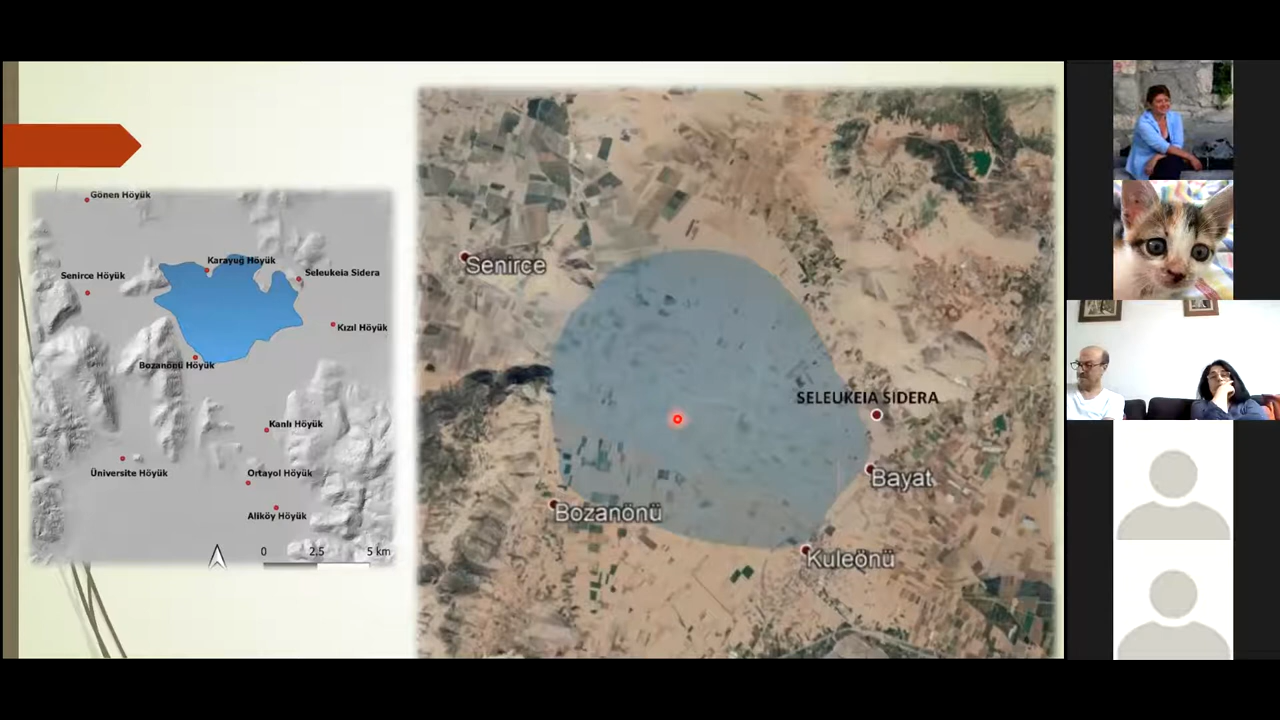 Gönen Höyük
Karayuğ Höyük
Senirce Höyük
Seleukeia Sidera
Kızıl Höyük
Bozanönü Höyük
Kanlı Höyük
Üniversite Höyük
Ortayol Höyük
Aliköy Höyük
0 2.5 5 km
Senirce
SELEUKEIA SIDERA
Bayat
Bozanönü
Kuleönü